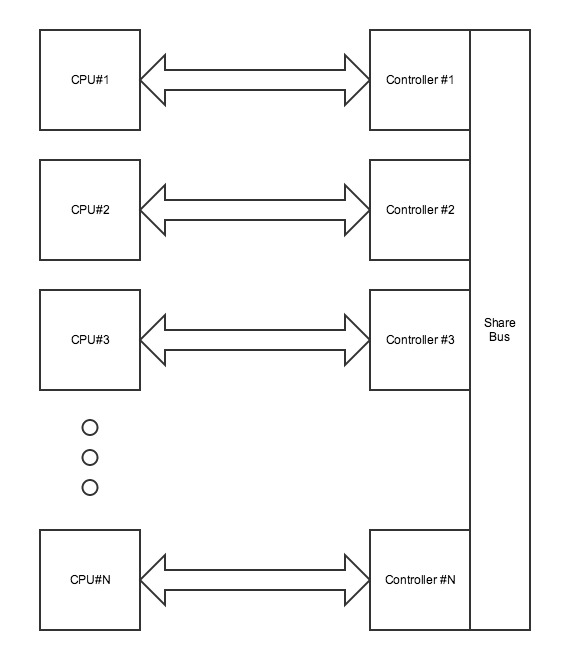 CPU#1
Controller #1
CPU#2
Controller #2
CPU#3
Controller #3
Share
Bus
CPU#N
Controller #N